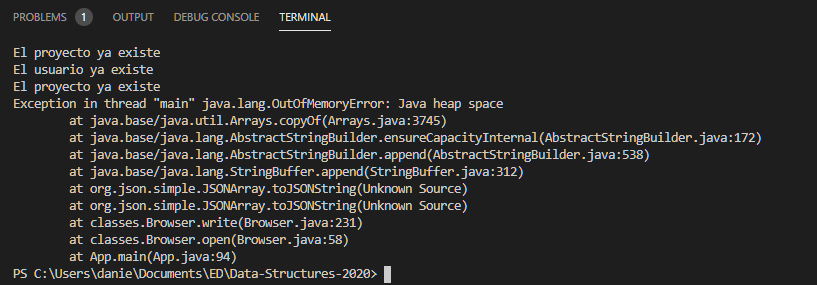 PROBLEMS 1 OUTPUT DEBUG CONSOLE TERMINAL
El proyecto ya existe
El usuario ya existe
El proyecto ya existe
Exception in thread "main" java.lang.OutOfMemoryError: Java heap space
at java.base/java.util.Arrays.copyOf(Arrays.java:3745)
at java.base/java.lang.AbstractStringBuilder.ensureCapacityInternal(AbstractStringBuilder.java:172)
at java.base/java.lang.AbstractStringBuilder.append(AbstractStringBuilder.java:538)
at java.base/java.lang.StringBuffer.append(StringBuffer.java:312)
at org.json.simple.JSONArray.toJSONString(Unknown Source)
at org.json.simple.JSONArray.toJSONString(Unknown Source)
at classes.Browser.write(Browser.java:231)
at classes.Browser.open(Browser.java:58)
at App.main(App.java:94)
PS C:\Users\danie\Documents\ED\Data-Structures-2020>